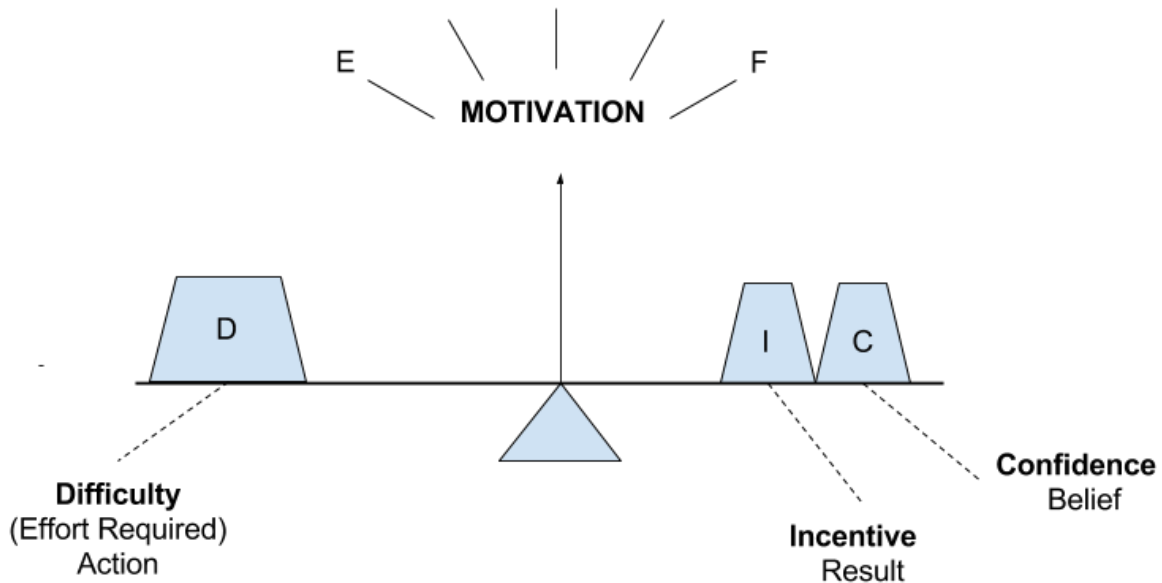 E
F
MOTIVATION
D
I
C
-
Difficulty
(Effort Required)
Action
Confidence
Belief
Incentive
Result